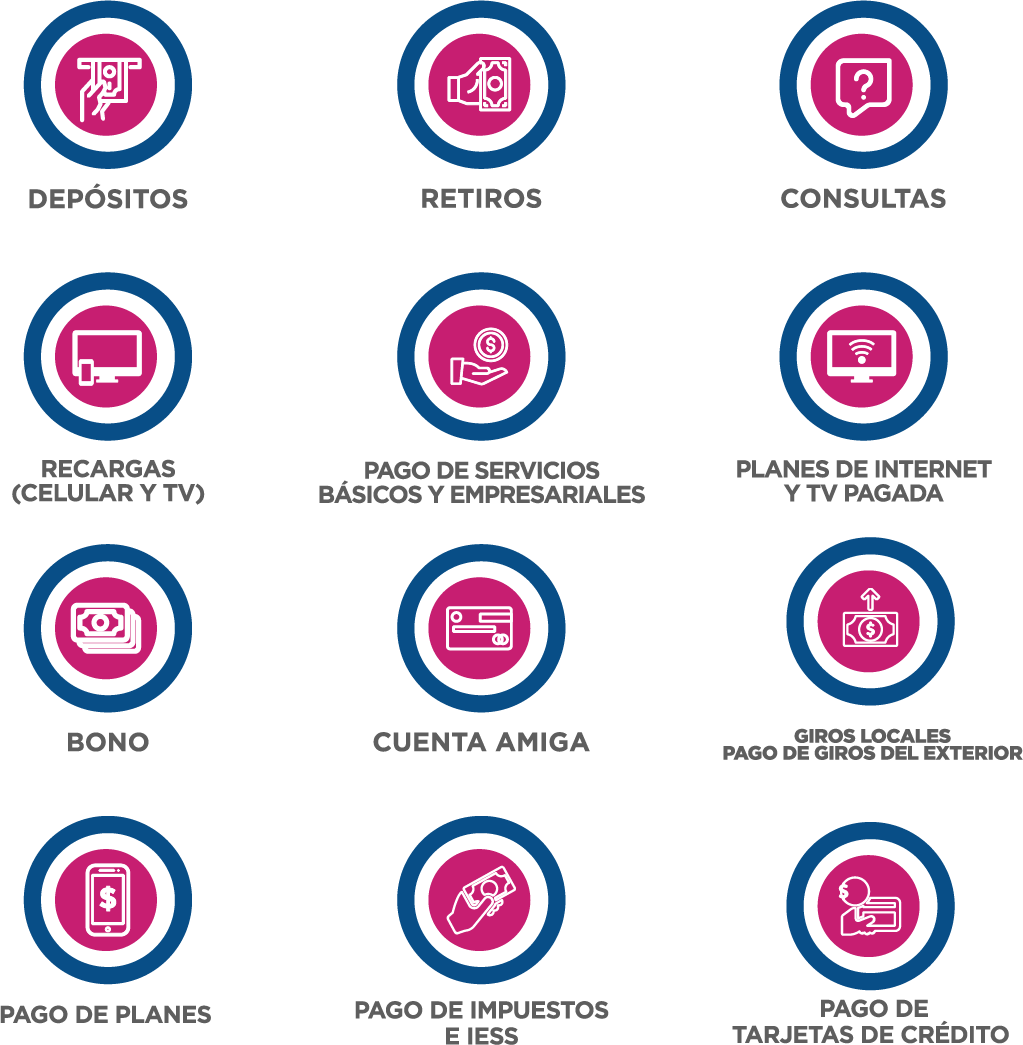 DEPÓSITOS
RETIROS
CONSULTAS
RECARGAS
(CELULAR Y TV)
PAGO DE SERVICIOS
BÁSICOS Y EMPRESARIALES
PLANES DE INTERNET
Y TV PAGADA
BONO
CUENTA AMIGA
GIROS LOCALES
PAGO DE GIROS DEL EXTERIOR
PAGO DE PLANES
PAGO DE IMPUESTOS
E IESS
PAGO DE
TARJETAS DE CRÉDITO